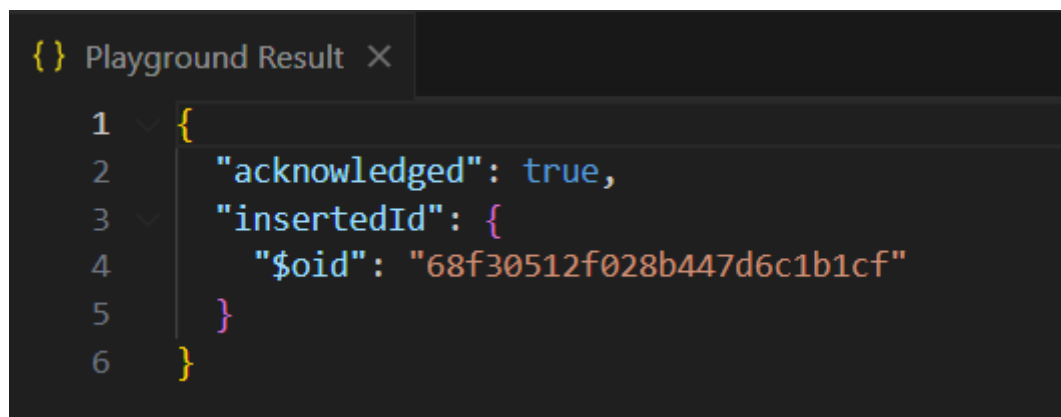 {} Playground Result ×
1 {
2 "acknowledged": true,
3 "insertedId": {
4 "$oid": "68f30512f028b447d6c1b1cf"
5 }
6 }